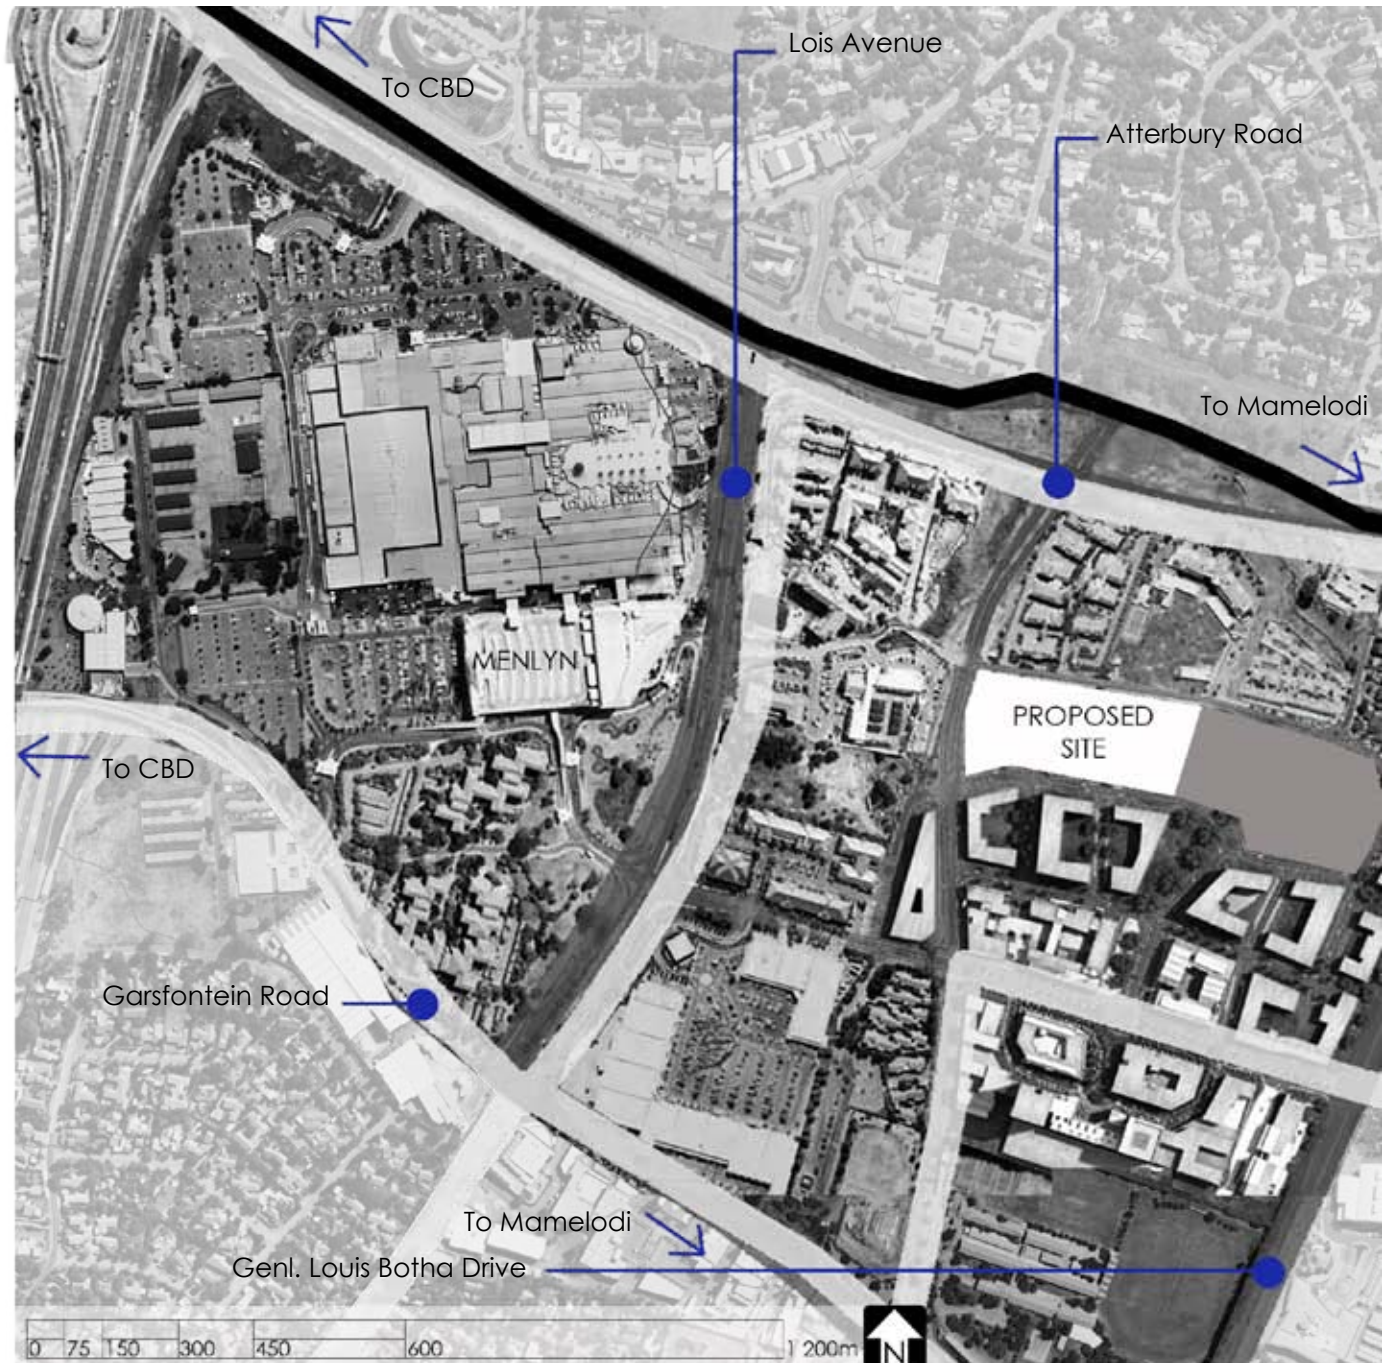 Lois Avenue
To CBD
Atterbury Road
To Mamelodi
MENLYN
PROPOSED
SITE
To CBD
Garsfontein Road
To Mamelodi
Genl. Louis Botha Drive
0 75 150 300 450 600 1 200m
N